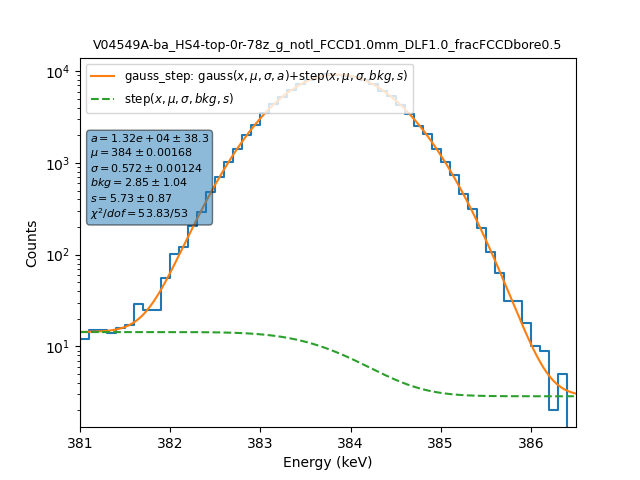 V04549A-ba_HS4-top-0r-78z_g_notl_FCCD1.0mm_DLF1.0_fracFCCDbore0.5
gauss_step: gauss(x, μ, σ, a)+step(x, μ, σ, bkg, s)
step(x, μ, σ, bkg, s)
a = 1.32e + 04 ± 38.3
μ = 384 ± 0.00168
σ = 0.572 ± 0.00124
bkg = 2.85 ± 1.04
s = 5.73 ± 0.87
χ²/dof = 53.83/53
10⁴
10³
10²
10¹
Counts
381 382 383 384 385 386
Energy (keV)